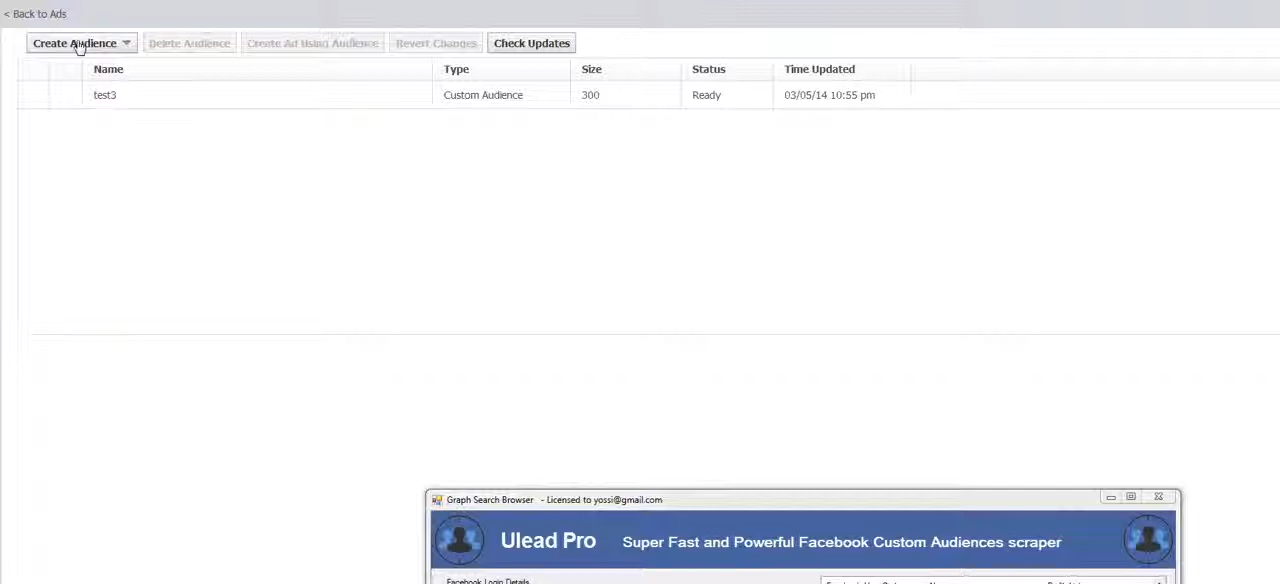 < Back to Ads
Create Audience Delete Audience Create Ad Using Audience Revert Changes Check Updates
Name Type Size Status Time Updated
test3 Custom Audience 300 Ready 03/05/14 10:55 pm
Graph Search Browser - Licensed to yossi@gmail.com
Ulead Pro Super Fast and Powerful Facebook Custom Audiences scraper
Facebook Login Details